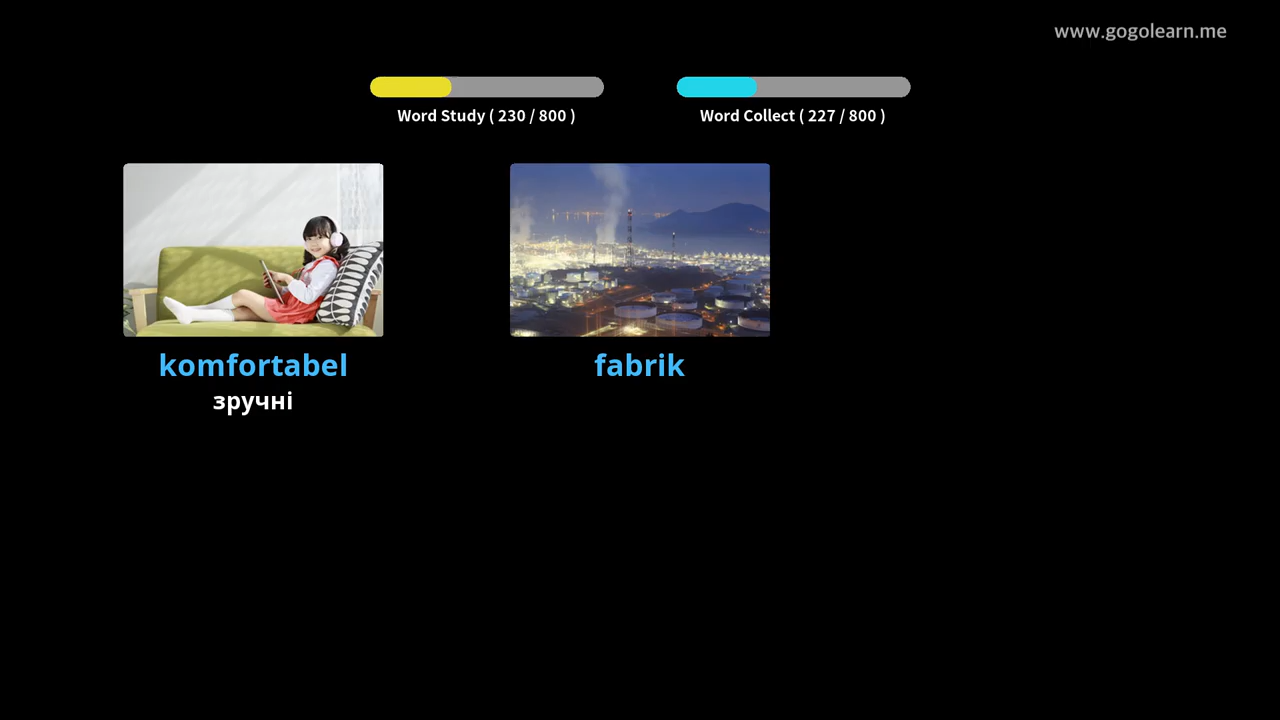 www.gogolearn.me
Word Study ( 230 / 800 )
Word Collect ( 227 / 800 )
komfortabel
зручні
fabrik